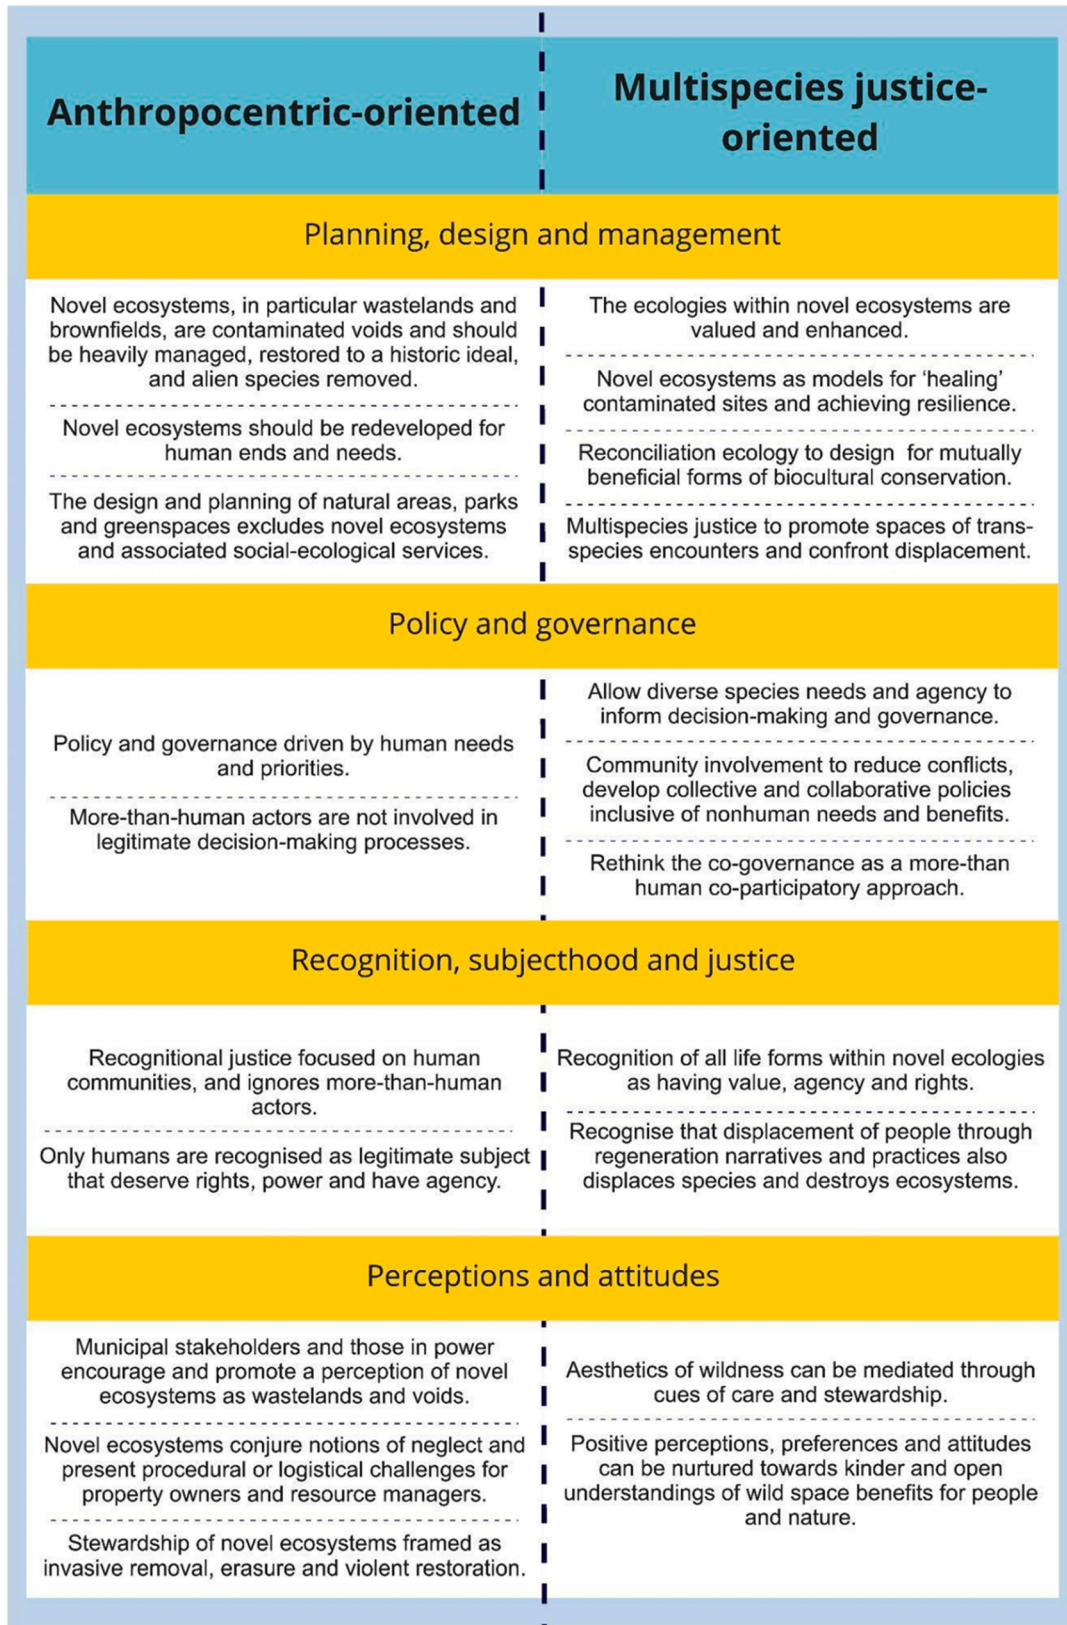 Anthropocentric-oriented
Multispecies justice-
oriented
Planning, design and management
Novel ecosystems, in particular wastelands and
brownfields, are contaminated voids and should
be heavily managed, restored to a historic ideal,
and alien species removed.
Novel ecosystems should be redeveloped for
human ends and needs.
The design and planning of natural areas, parks
and greenspaces excludes novel ecosystems
and associated social-ecological services.
The ecologies within novel ecosystems are
valued and enhanced.
Novel ecosystems as models for ‘healing’
contaminated sites and achieving resilience.
Reconciliation ecology to design for mutually
beneficial forms of biocultural conservation.
Multispecies justice to promote spaces of trans-
species encounters and confront displacement.
Policy and governance
Policy and governance driven by human needs
and priorities.
More-than-human actors are not involved in
legitimate decision-making processes.
Allow diverse species needs and agency to
inform decision-making and governance.
Community involvement to reduce conflicts,
develop collective and collaborative policies
inclusive of nonhuman needs and benefits.
Rethink the co-governance as a more-than
human co-participatory approach.
Recognition, subjecthood and justice
Recognitional justice focused on human
communities, and ignores more-than-human
actors.
Only humans are recognised as legitimate subject
that deserve rights, power and have agency.
Recognition of all life forms within novel ecologies
as having value, agency and rights.
Recognise that displacement of people through
regeneration narratives and practices also
displaces species and destroys ecosystems.
Perceptions and attitudes
Municipal stakeholders and those in power
encourage and promote a perception of novel
ecosystems as wastelands and voids.
Novel ecosystems conjure notions of neglect and
present procedural or logistical challenges for
property owners and resource managers.
Stewardship of novel ecosystems framed as
invasive removal, erasure and violent restoration.
Aesthetics of wildness can be mediated through
cues of care and stewardship.
Positive perceptions, preferences and attitudes
can be nurtured towards kinder and open
understandings of wild space benefits for people
and nature.